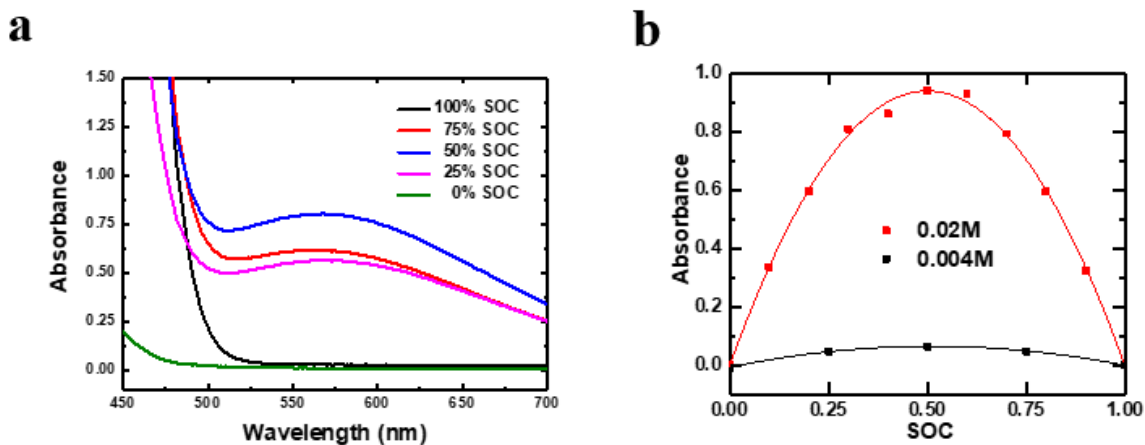 a
1.50
1.25
1.00
0.75
0.50
0.25
0.00
Absorbance
100% SOC
75% SOC
50% SOC
25% SOC
0% SOC
450 500 550 600 650 700
Wavelength (nm)
b
1.0
0.8
0.6
0.4
0.2
0.0
Absorbance
0.02M
0.004M
0.00 0.25 0.50 0.75 1.00
SOC